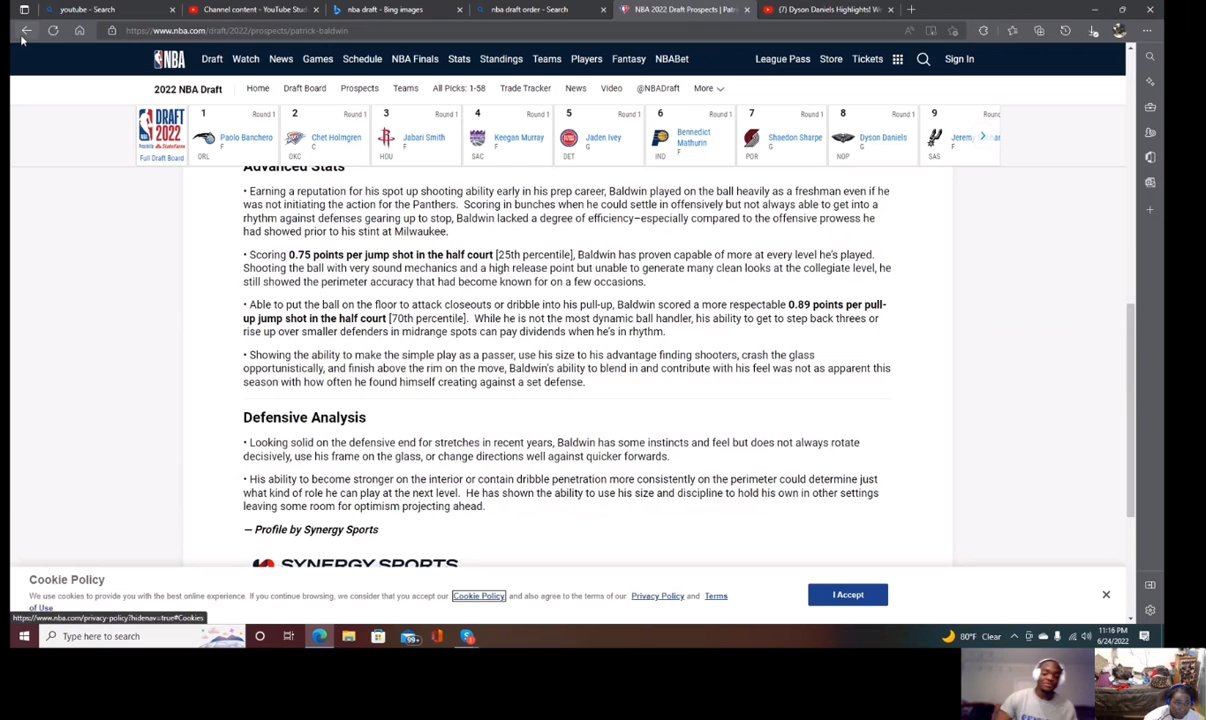 youtube - Search
Channel content - YouTube Stud
nba draft - Bing images
nba draft order - Search
NBA 2022 Draft Prospects | Patri
(7) Dyson Daniels Highlights! We
https://www.nba.com/draft/2022/prospects/patrick-baldwin
NBA Draft Watch News Games Schedule NBA Finals Stats Standings Teams Players Fantasy NBABet League Pass Store Tickets Sign In
2022 NBA Draft Home Draft Board Prospects Teams All Picks: 1-58 Trade Tracker News Video @NBADraft More
DRAFT 2022
Full Draft Board
1 Round 1
Paolo Banchero
F
ORL
2 Round 1
Chet Holmgren
C
OKC
3 Round 1
Jabari Smith
F
HOU
4 Round 1
Keegan Murray
F
SAC
5 Round 1
Jaden Ivey
G
DET
6 Round 1
Bennedict
Mathurin
F
IND
7 Round 1
Shaedon Sharpe
G
POR
8 Round 1
Dyson Daniels
G
NOP
9 Round 1
Jerem
F
SAS
Advanced Stats
• Earning a reputation for his spot up shooting ability early in his prep career, Baldwin played on the ball heavily as a freshman even if he
was not initiating the action for the Panthers. Scoring in bunches when he could settle in offensively but not always able to get into a
rhythm against defenses gearing up to stop, Baldwin lacked a degree of efficiency–especially compared to the offensive prowess he
had showed prior to his stint at Milwaukee.
• Scoring 0.75 points per jump shot in the half court [25th percentile], Baldwin has proven capable of more at every level he's played.
Shooting the ball with very sound mechanics and a high release point but unable to generate many clean looks at the collegiate level, he
still showed the perimeter accuracy that had become known for on a few occasions.
• Able to put the ball on the floor to attack closeouts or dribble into his pull-up, Baldwin scored a more respectable 0.89 points per pull-
up jump shot in the half court [70th percentile]. While he is not the most dynamic ball handler, his ability to get to step back threes or
rise up over smaller defenders in midrange spots can pay dividends when he's in rhythm.
• Showing the ability to make the simple play as a passer, use his size to his advantage finding shooters, crash the glass
opportunistically, and finish above the rim on the move, Baldwin's ability to blend in and contribute with his feel was not as apparent this
season with how often he found himself creating against a set defense.
Defensive Analysis
• Looking solid on the defensive end for stretches in recent years, Baldwin has some instincts and feel but does not always rotate
decisively, use his frame on the glass, or change directions well against quicker forwards.
• His ability to become stronger on the interior or contain dribble penetration more consistently on the perimeter could determine just
what kind of role he can play at the next level. He has shown the ability to use his size and discipline to hold his own in other settings
leaving some room for optimism projecting ahead.
— Profile by Synergy Sports
SYNERGY SPORTS
Cookie Policy
We use cookies to provide you with the best online experience. If you continue browsing, we consider that you accept our Cookie Policy and also agree to the terms of our Privacy Policy and Terms
of Use
I Accept
https://www.nba.com/privacy-policy?hidenav=true#Cookies
Type here to search
99+
80°F Clear
11:16 PM
6/24/2022